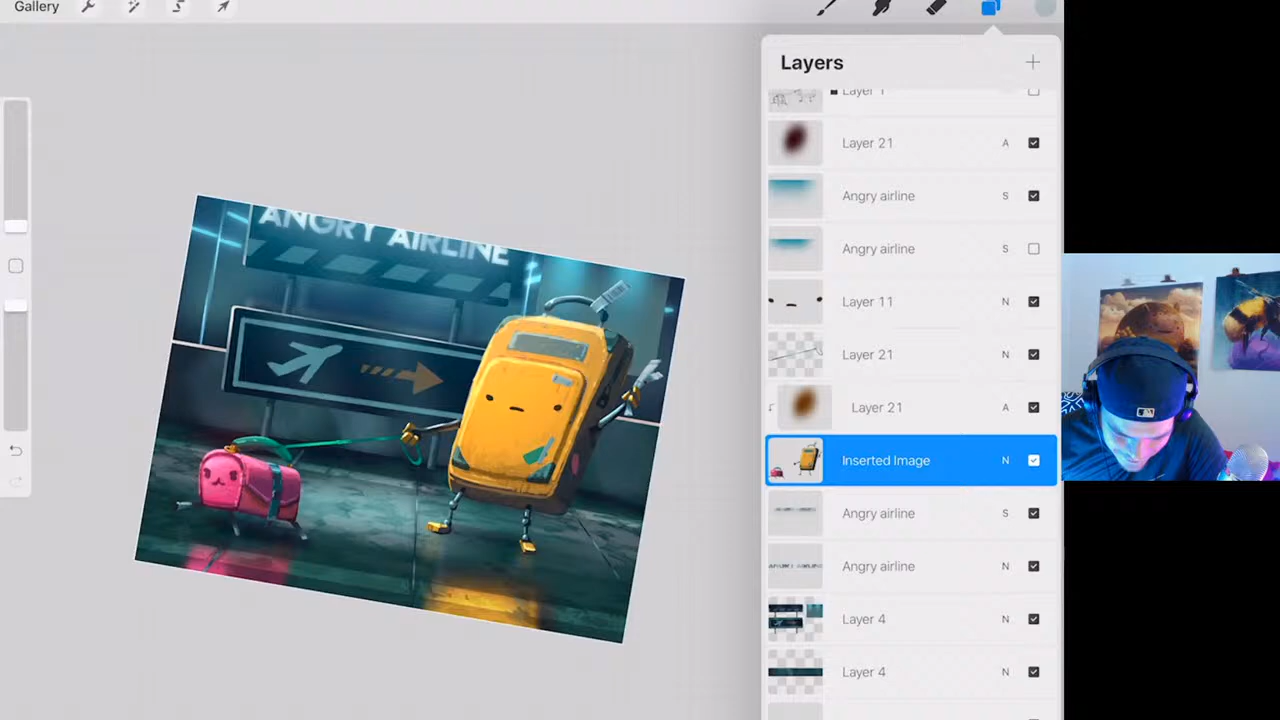 Gallery
Layers
Layer 1
Layer 21 A
Angry airline S
Angry airline S
Layer 11 N
Layer 21 N
Layer 21 A
Inserted Image N
Angry airline S
Angry airline N
Layer 4 N
Layer 4 N
ANGRY AIRLINE